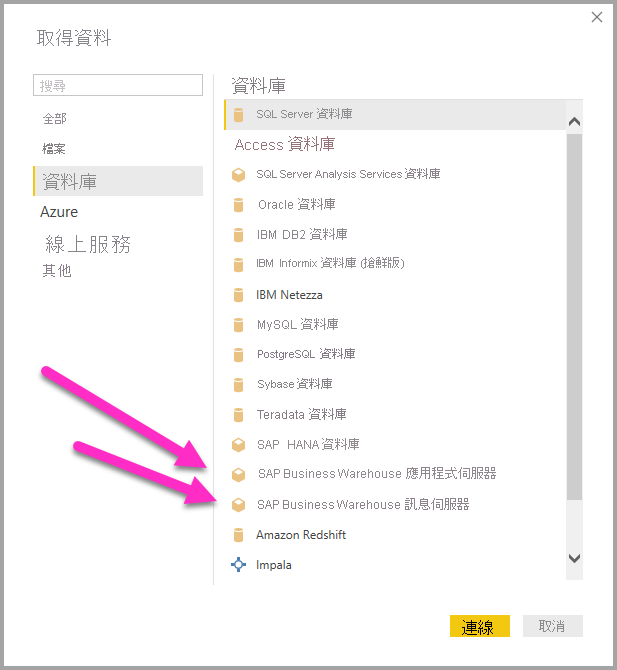 取得資料
搜尋
全部
檔案
資料庫
Azure
線上服務
其他
資料庫
SQL Server 資料庫
Access 資料庫
SQL Server Analysis Services 資料庫
Oracle 資料庫
IBM DB2 資料庫
IBM Informix 資料庫 (搶鮮版)
IBM Netezza
MySQL 資料庫
PostgreSQL 資料庫
Sybase 資料庫
Teradata 資料庫
SAP HANA 資料庫
SAP Business Warehouse 應用程式伺服器
SAP Business Warehouse 訊息伺服器
Amazon Redshift
Impala
連線
取消